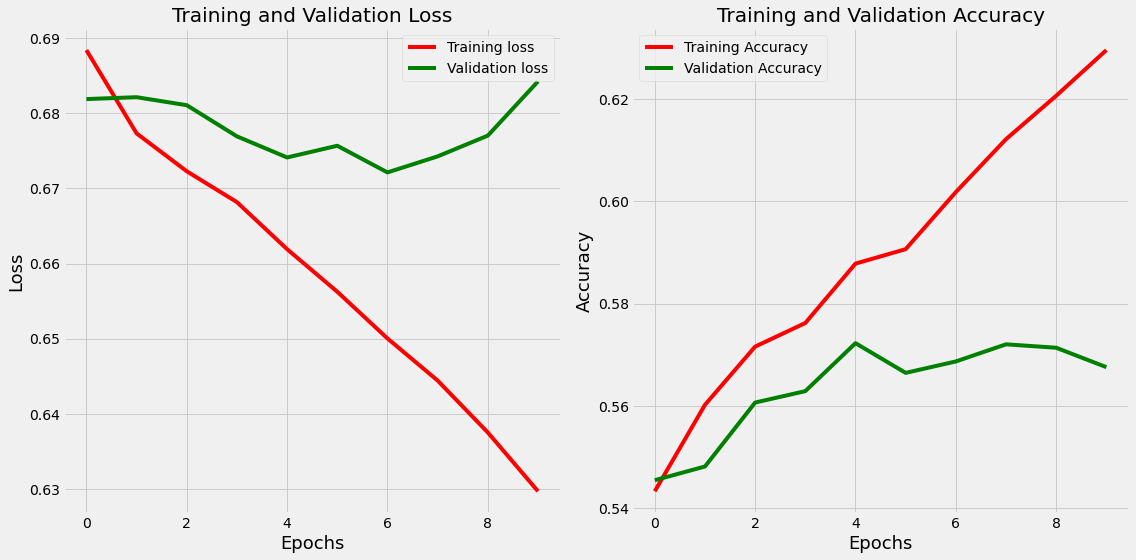 Training and Validation Loss
0.69
0.68
0.67
0.66
0.65
0.64
0.63
Loss
0 2 4 6 8
Epochs
Training loss
Validation loss
Training and Validation Accuracy
0.62
0.60
0.58
0.56
0.54
Accuracy
0 2 4 6 8
Epochs
Training Accuracy
Validation Accuracy